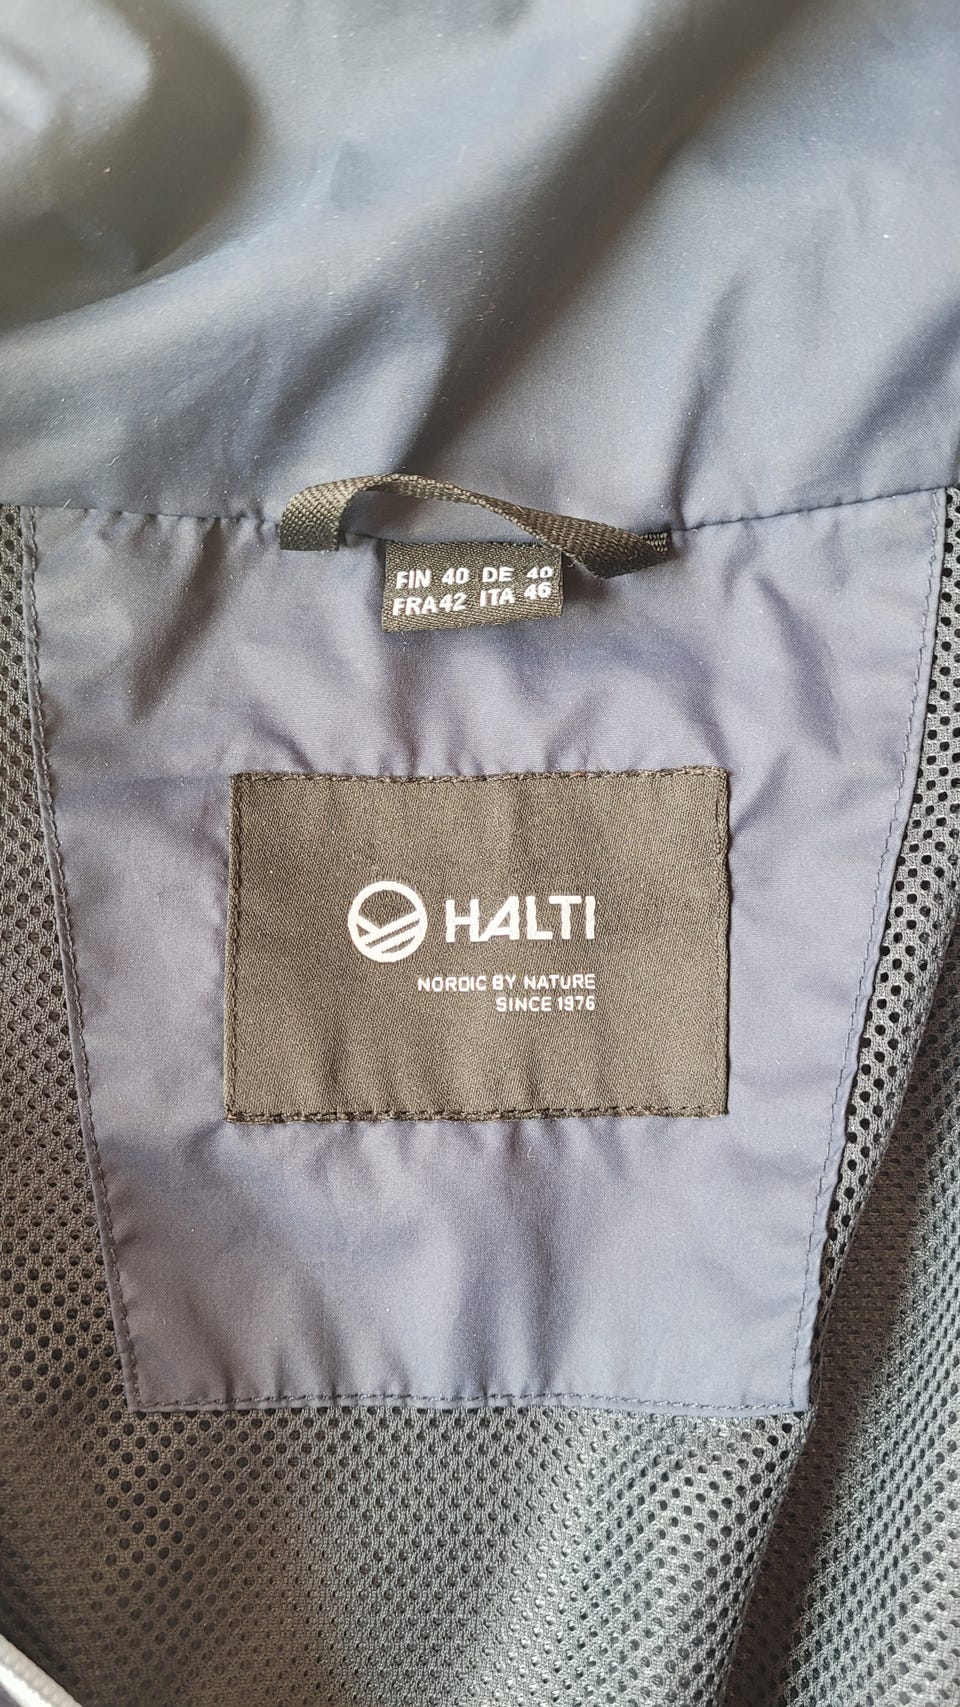 FIN 40 DE 40
FRA42 ITA 46
HALTI
NORDIC BY NATURE
SINCE 1976